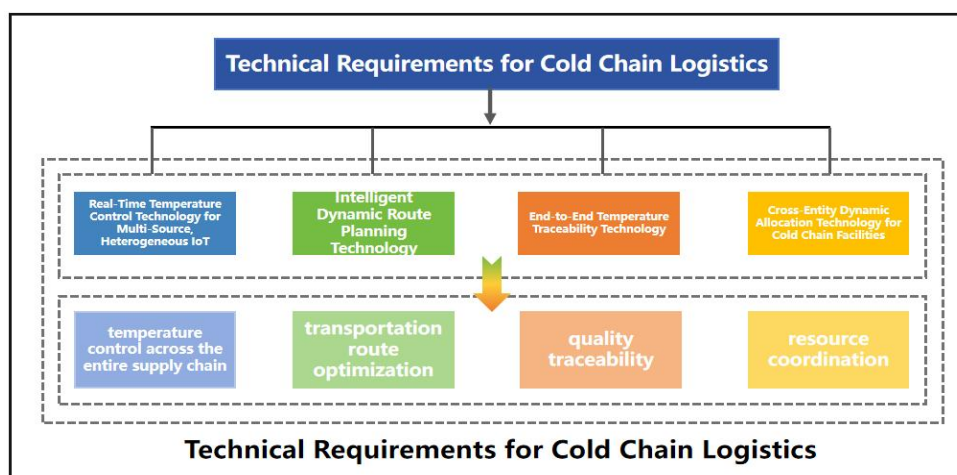 Technical Requirements for Cold Chain Logistics
Real-Time Temperature
Control Technology for
Multi-Source,
Heterogeneous IoT
Intelligent
Dynamic Route
Planning
Technology
End-to-End Temperature
Traceability Technology
Cross-Entity Dynamic
Allocation Technology for
Cold Chain Facilities
temperature
control across the
entire supply chain
transportation
route
optimization
quality
traceability
resource
coordination
Technical Requirements for Cold Chain Logistics